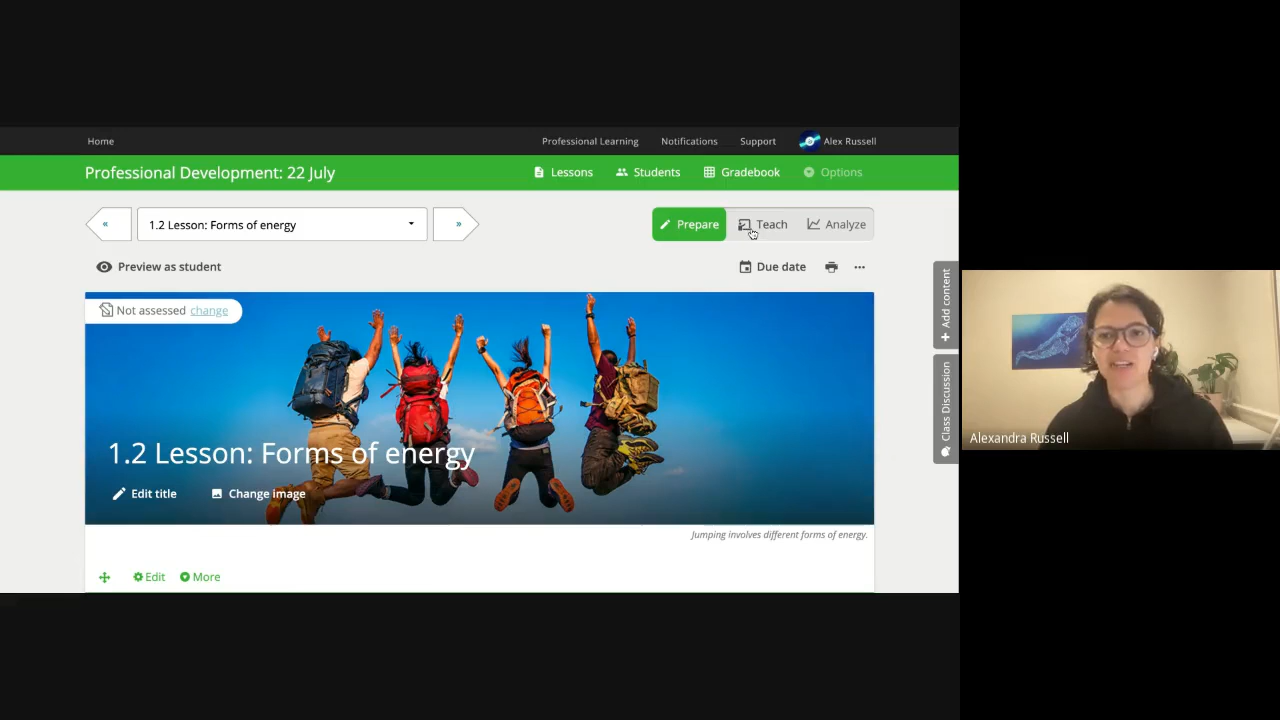 Home
Professional Learning
Notifications
Support
Alex Russell
Professional Development: 22 July
Lessons
Students
Gradebook
Options
«
1.2 Lesson: Forms of energy
»
Prepare
Teach
Analyze
Preview as student
Due date
Not assessed change
1.2 Lesson: Forms of energy
Edit title
Change image
Jumping involves different forms of energy.
Edit
More
Add content
Class Discussion
Alexandra Russell